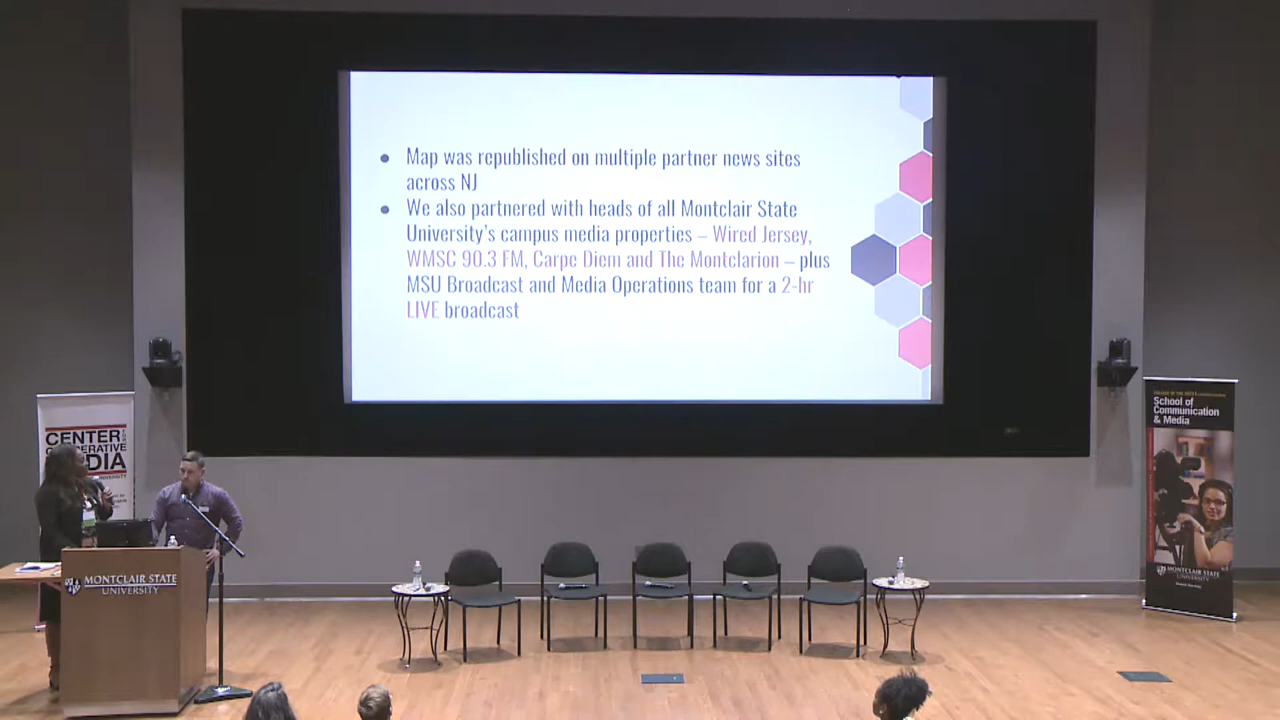 ● Map was republished on multiple partner news sites
across NJ
● We also partnered with heads of all Montclair State
University's campus media properties – Wired Jersey,
WMSC 90.3 FM, Carpe Diem and The Montclarion – plus
MSU Broadcast and Media Operations team for a 2-hr
LIVE broadcast
CENTER
DIA
MONTCLAIR STATE
UNIVERSITY
School of
Communication
& Media
MONTCLAIR STATE
UNIVERSITY